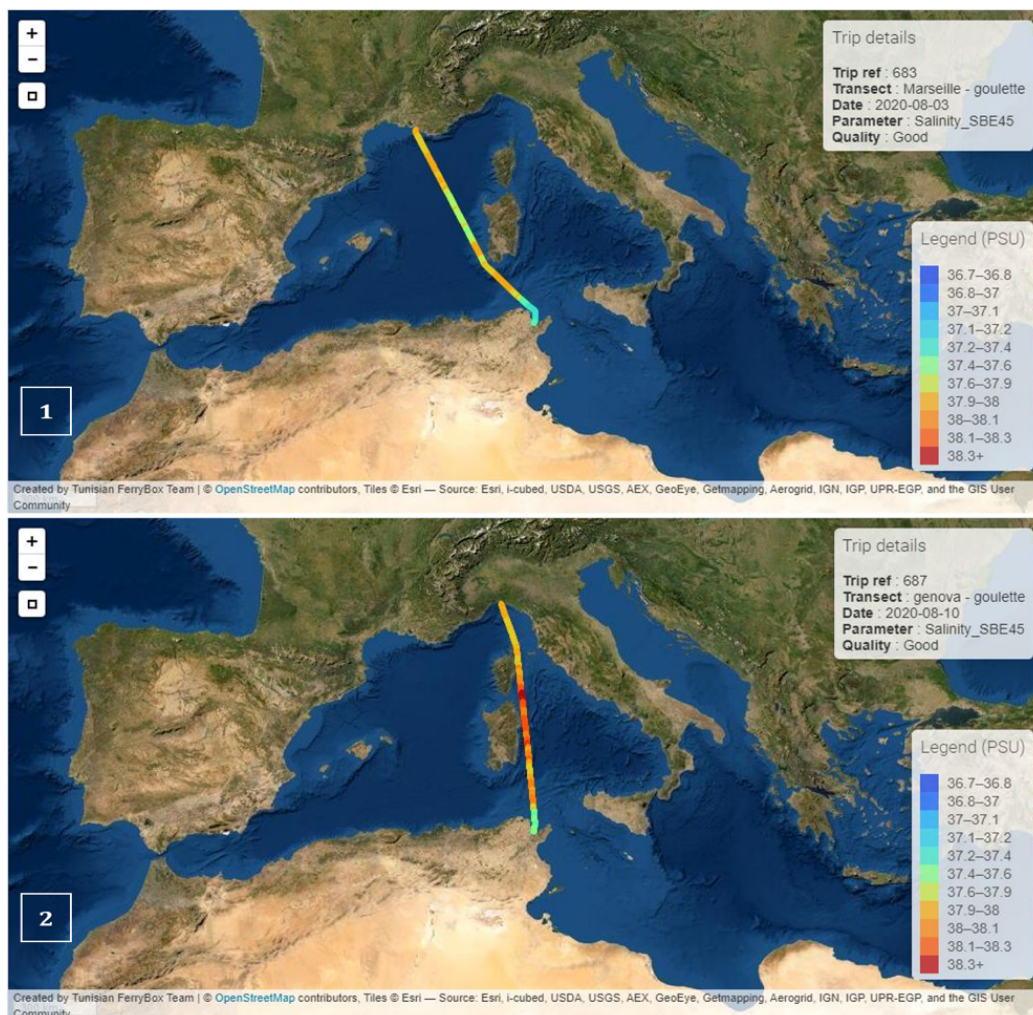 +
−
Trip details
Trip ref : 683
Transect : Marseille - goulette
Date : 2020-08-03
Parameter : Salinity_SBE45
Quality : Good
Legend (PSU)
36.7–36.8
36.8–37
37–37.1
37.1–37.2
37.2–37.4
37.4–37.6
37.6–37.9
37.9–38
38–38.1
38.1–38.3
38.3+
1
Created by Tunisian FerryBox Team | © OpenStreetMap contributors, Tiles © Esri — Source: Esri, i-cubed, USDA, USGS, AEX, GeoEye, Getmapping, Aerogrid, IGN, IGP, UPR-EGP, and the GIS User
Community
+
−
Trip details
Trip ref : 687
Transect : genova - goulette
Date : 2020-08-10
Parameter : Salinity_SBE45
Quality : Good
Legend (PSU)
36.7–36.8
36.8–37
37–37.1
37.1–37.2
37.2–37.4
37.4–37.6
37.6–37.9
37.9–38
38–38.1
38.1–38.3
38.3+
2
Created by Tunisian FerryBox Team | © OpenStreetMap contributors, Tiles © Esri — Source: Esri, i-cubed, USDA, USGS, AEX, GeoEye, Getmapping, Aerogrid, IGN, IGP, UPR-EGP, and the GIS User
Community